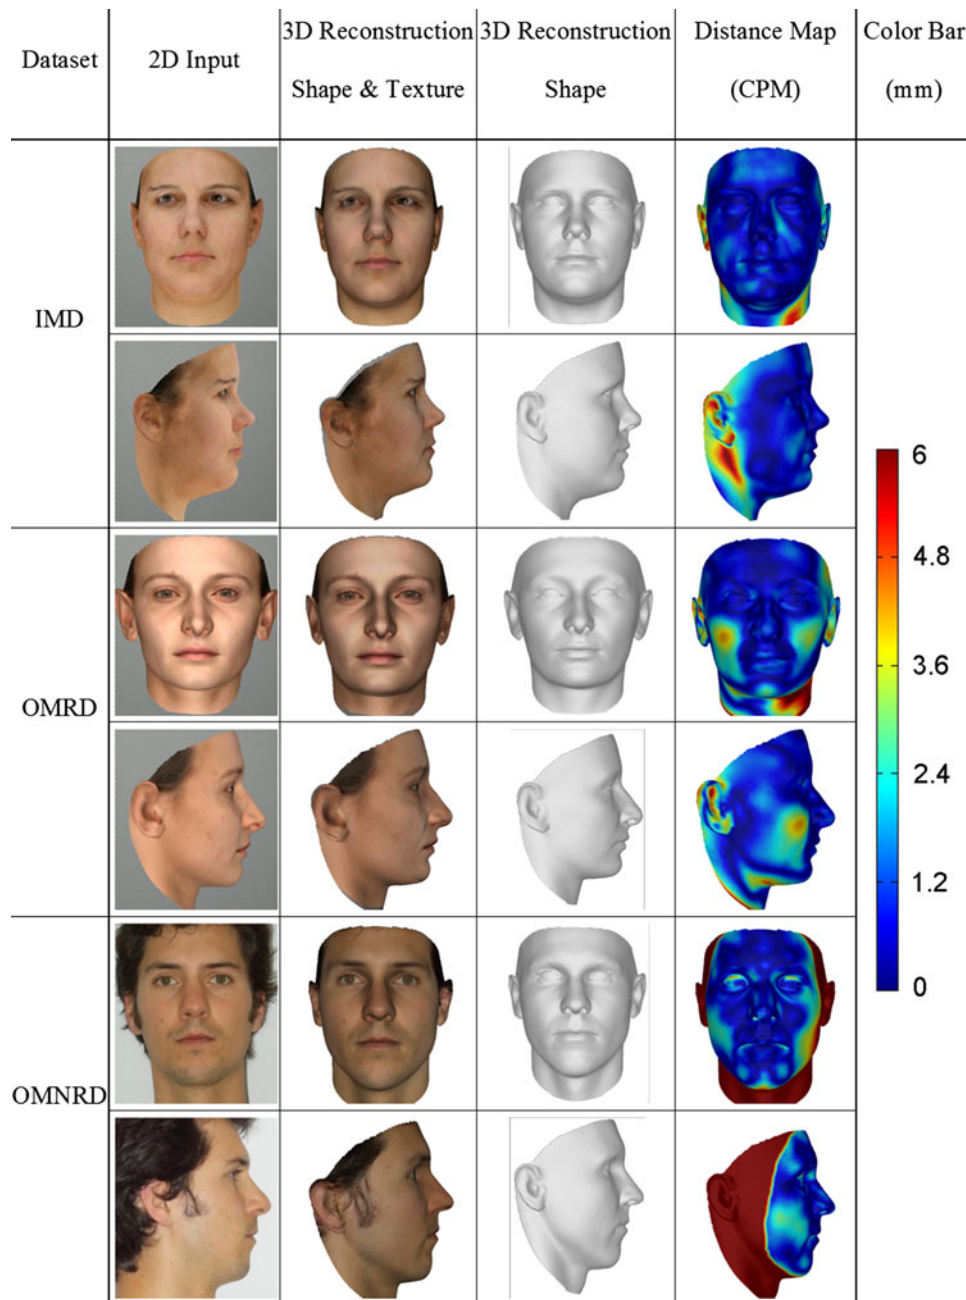 Dataset
2D Input
3D Reconstruction
Shape & Texture
3D Reconstruction
Shape
Distance Map
(CPM)
Color Bar
(mm)
IMD
OMRD
OMNRD
6
4.8
3.6
2.4
1.2
0